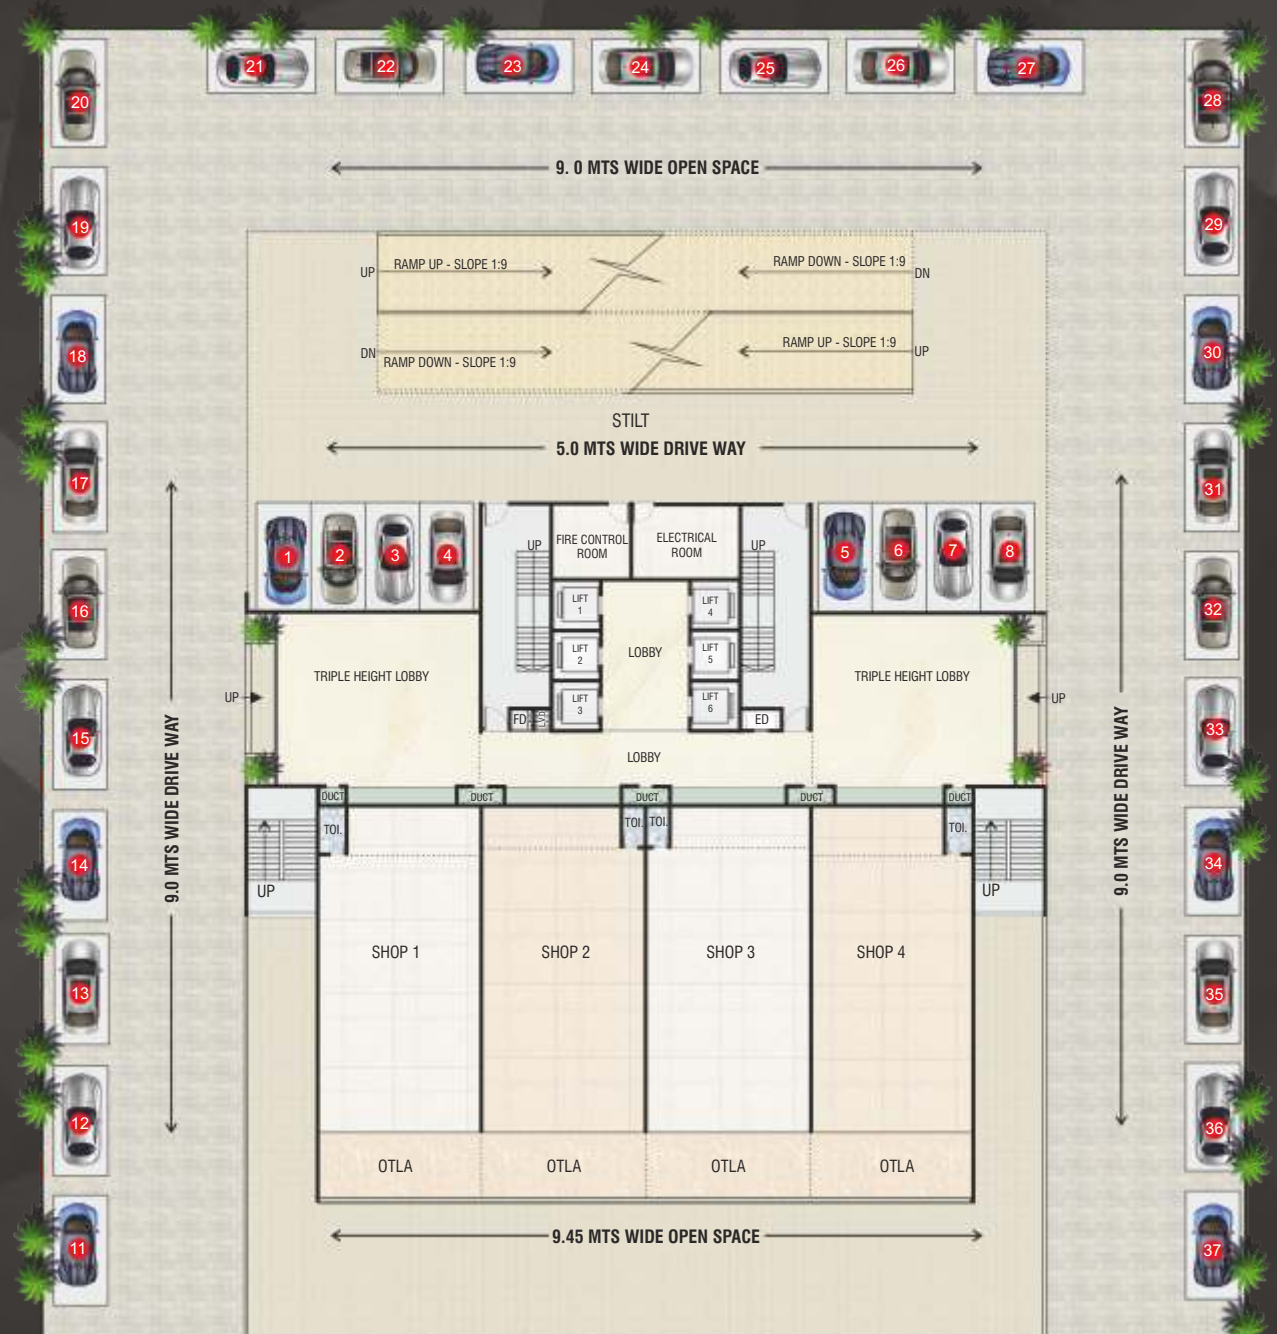 21 22 23 24 25 26 27
20
28
9. 0 MTS WIDE OPEN SPACE
19
29
UP RAMP UP - SLOPE 1:9
RAMP DOWN - SLOPE 1:9 DN
18
30
DN RAMP DOWN - SLOPE 1:9
RAMP UP - SLOPE 1:9 UP
STILT
5.0 MTS WIDE DRIVE WAY
17
31
1 2 3 4
UP
FIRE CONTROL
ROOM
ELECTRICAL
ROOM
UP
5 6 7 8
16
32
LIFT
1
LIFT
4
LIFT
2
LOBBY
LIFT
5
LIFT
3
LIFT
6
TRIPLE HEIGHT LOBBY
TRIPLE HEIGHT LOBBY
UP
UP
FD
ED
15
33
LOBBY
9.0 MTS WIDE DRIVE WAY
9.0 MTS WIDE DRIVE WAY
DUCT DUCT DUCT DUCT DUCT
TOI. TOI. TOI. TOI.
14
34
UP
UP
SHOP 1 SHOP 2 SHOP 3 SHOP 4
13
35
12
36
OTLA OTLA OTLA OTLA
9.45 MTS WIDE OPEN SPACE
11
37